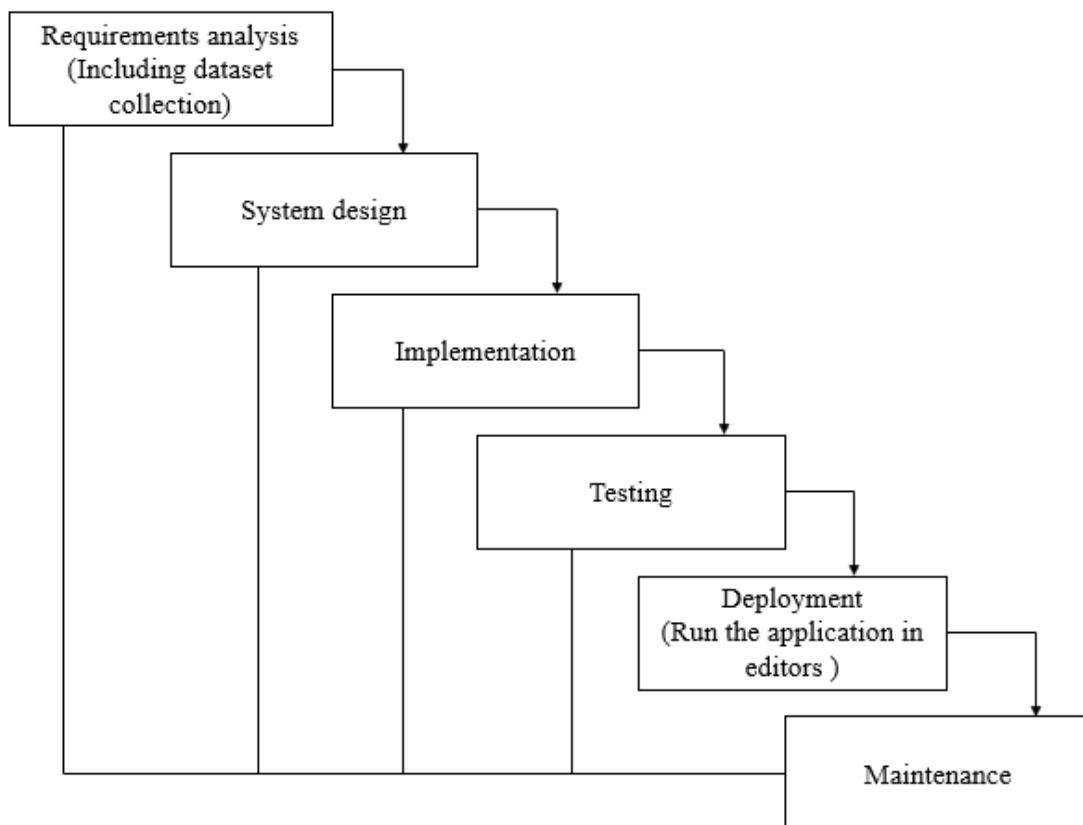 Requirements analysis
(Including dataset
collection)
System design
Implementation
Testing
Deployment
(Run the application in
editors )
Maintenance